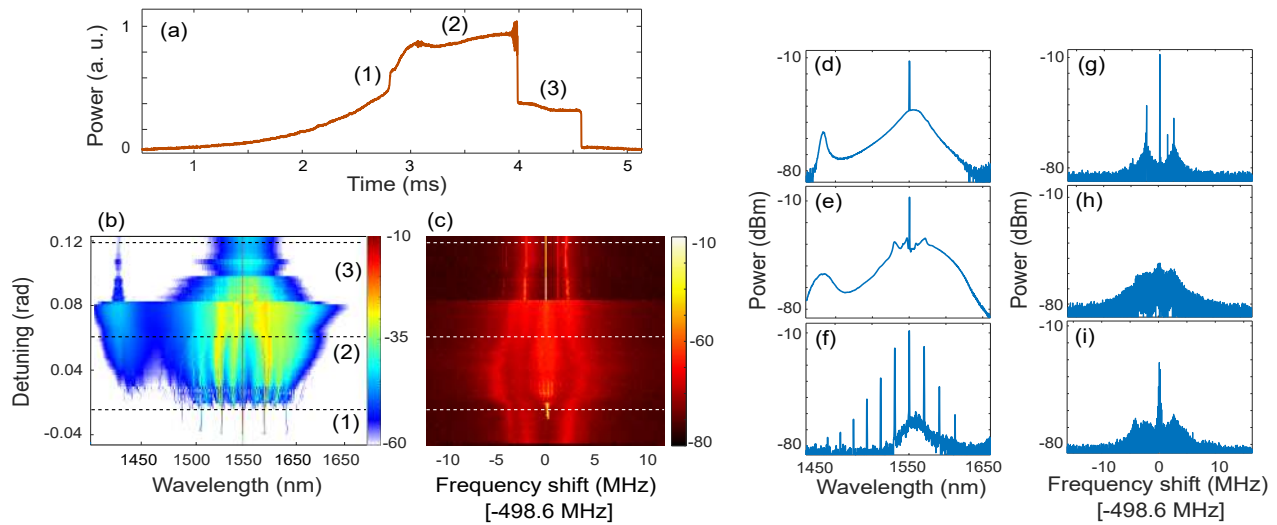 (a)
Power (a. u.)
1
0
(1)
(2)
(3)
1
2
3
4
5
Time (ms)
(b)
Detuning (rad)
0.12
0.08
0.04
-0.04
(3)
(2)
(1)
-10
-35
-60
1450
1500
1550
1650
1650
Wavelength (nm)
(c)
-10
-60
-80
-10
-5
0
5
10
Frequency shift (MHz)
[-498.6 MHz]
Power (dBm)
-10
(d)
-80
-10
(e)
-80
-10
(f)
-80
1450
1550
1650
Wavelength (nm)
Power (dBm)
-10
(g)
-80
-10
(h)
-80
-10
(i)
-80
-10
0
10
Frequency shift (MHz)
[-498.6 MHz]